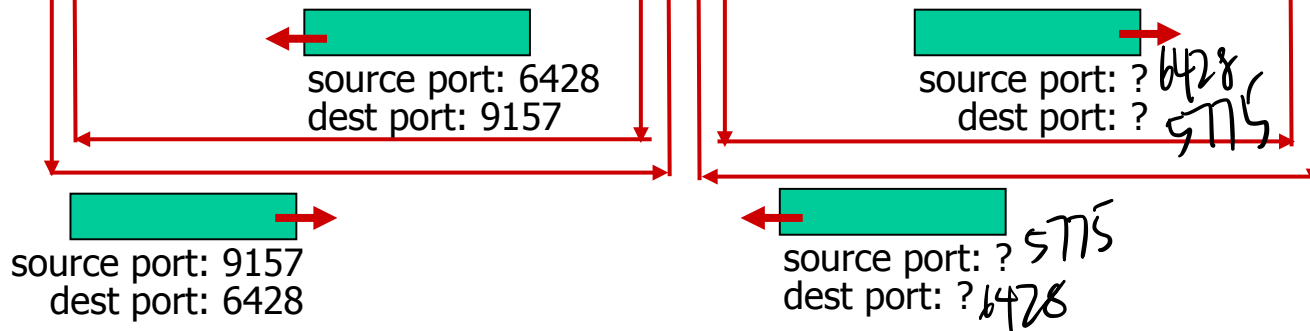 source port: 6428
dest port: 9157
source port: ? 6428
dest port: ? 5775
source port: 9157
dest port: 6428
source port: ? 5775
dest port: ? 6428